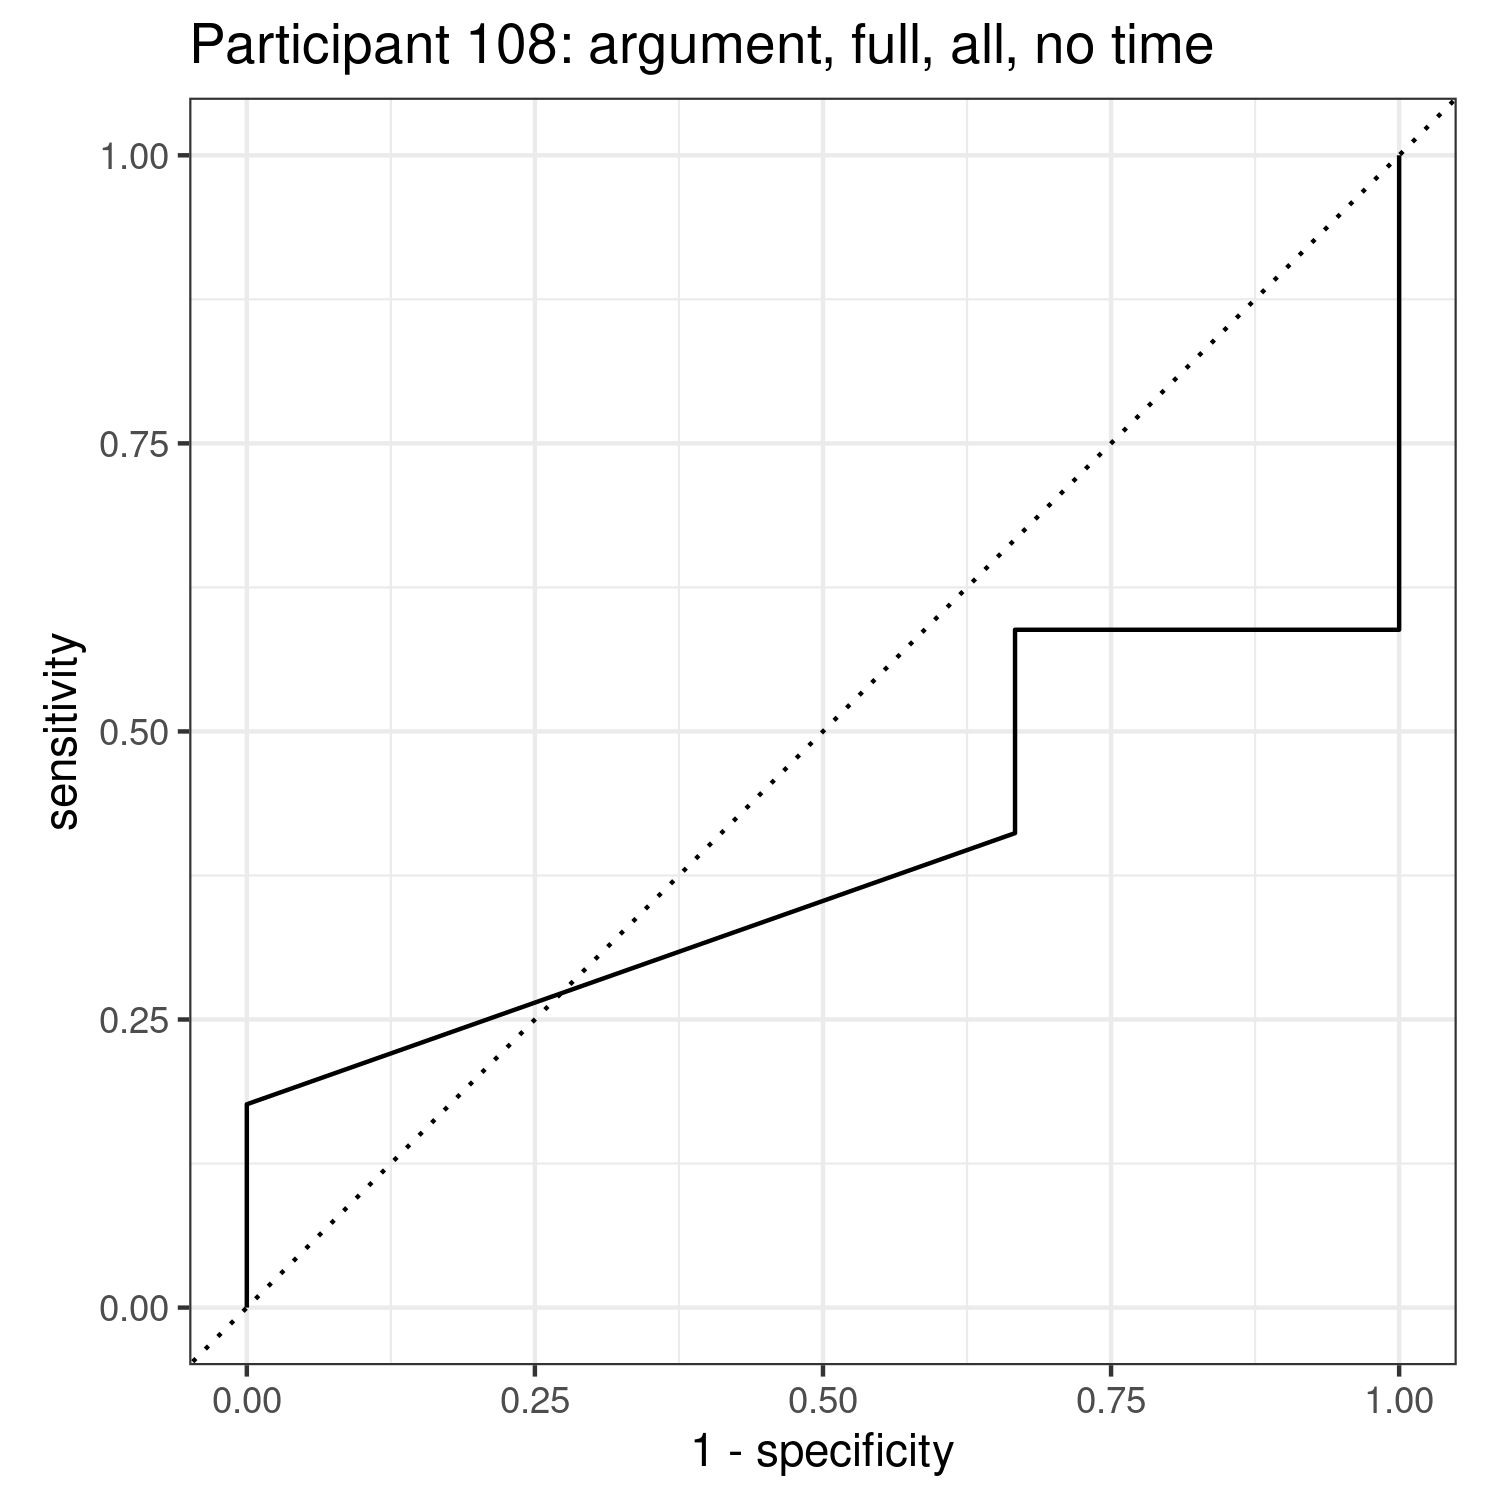 Participant 108: argument, full, all, no time
1.00
0.75
0.50
0.25
0.00
sensitivity
0.00 0.25 0.50 0.75 1.00
1 - specificity